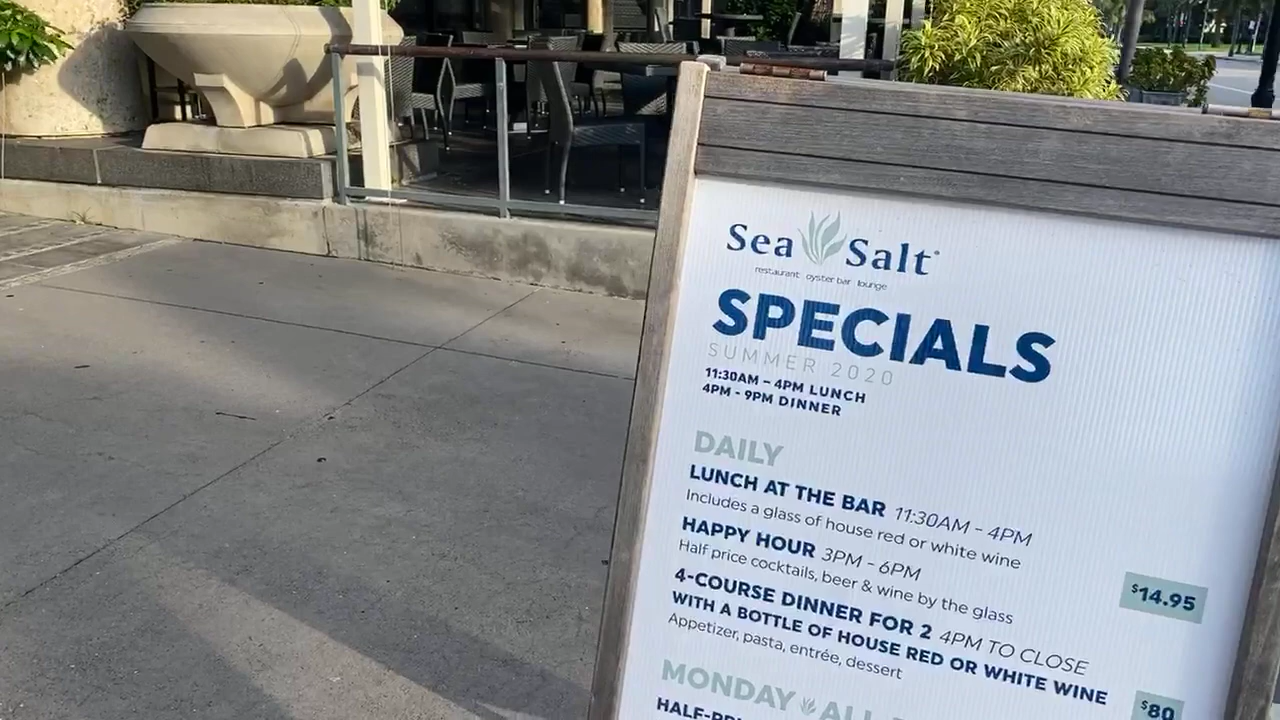 Sea Salt
restaurant oyster bar lounge
SPECIALS
SUMMER 2020
11:30AM – 4PM LUNCH
4PM - 9PM DINNER
DAILY
LUNCH AT THE BAR 11:30AM – 4PM
Includes a glass of house red or white wine
$14.95
HAPPY HOUR 3PM – 6PM
Half price cocktails, beer & wine by the glass
4-COURSE DINNER FOR 2 4PM TO CLOSE
WITH A BOTTLE OF HOUSE RED OR WHITE WINE
$80
Appetizer, pasta, entrée, dessert
MONDAY